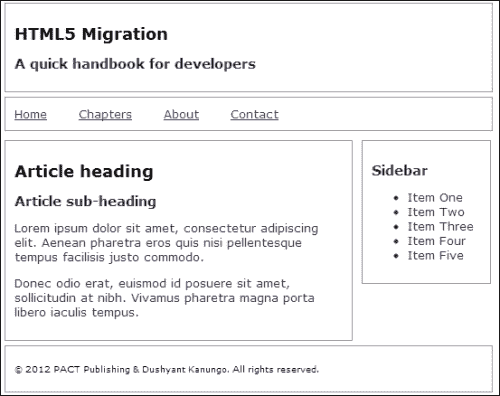 HTML5 Migration
A quick handbook for developers
Home Chapters About Contact
Article heading
Article sub-heading
Lorem ipsum dolor sit amet, consectetur adipiscing
elit. Aenean pharetra eros quis nisi pellentesque
tempus facilisis justo commodo.
Donec odio erat, euismod id posuere sit amet,
sollicitudin at nibh. Vivamus pharetra magna porta
libero iaculis tempus.
Sidebar
Item One
Item Two
Item Three
Item Four
Item Five
© 2012 PACT Publishing & Dushyant Kanungo. All rights reserved.